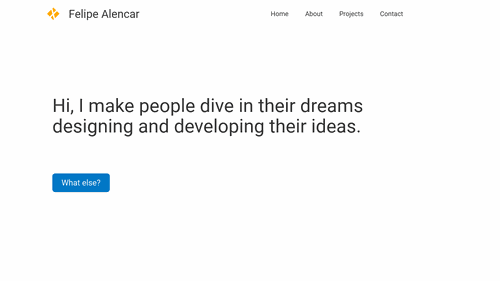 Felipe Alencar
Home About Projects Contact
Hi, I make people dive in their dreams
designing and developing their ideas.
What else?